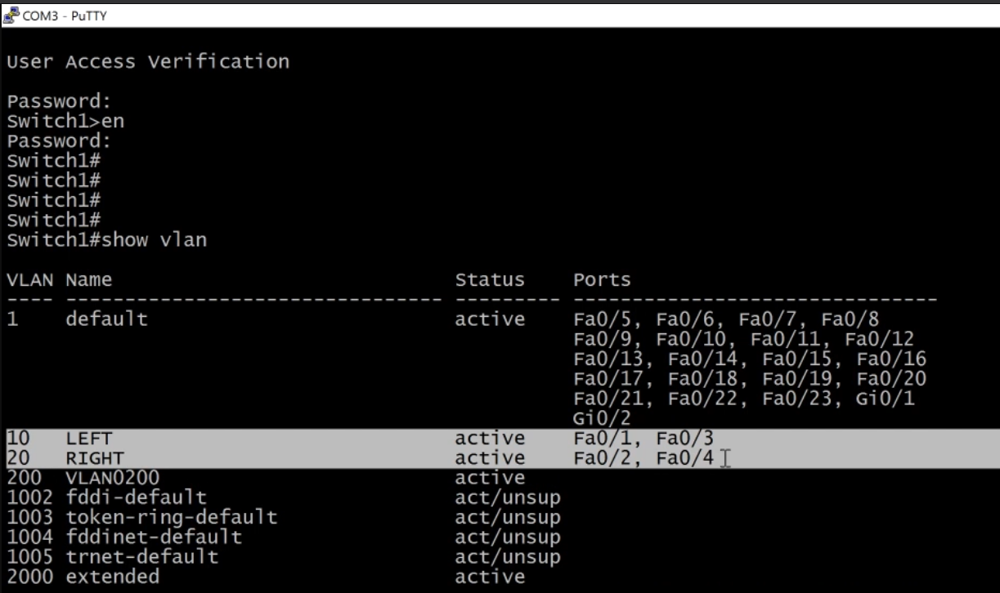 COM3 - PuTTY
User Access Verification
Password:
Switch1>en
Password:
Switch1#
Switch1#
Switch1#
Switch1#
Switch1#show vlan
VLAN Name Status Ports
---- -------------------------------- --------- -------------------------------
1 default active Fa0/5, Fa0/6, Fa0/7, Fa0/8
Fa0/9, Fa0/10, Fa0/11, Fa0/12
Fa0/13, Fa0/14, Fa0/15, Fa0/16
Fa0/17, Fa0/18, Fa0/19, Fa0/20
Fa0/21, Fa0/22, Fa0/23, Gi0/1
Gi0/2
10 LEFT active Fa0/1, Fa0/3
20 RIGHT active Fa0/2, Fa0/4
200 VLAN0200 active
1002 fddi-default act/unsup
1003 token-ring-default act/unsup
1004 fddinet-default act/unsup
1005 trnet-default act/unsup
2000 extended active